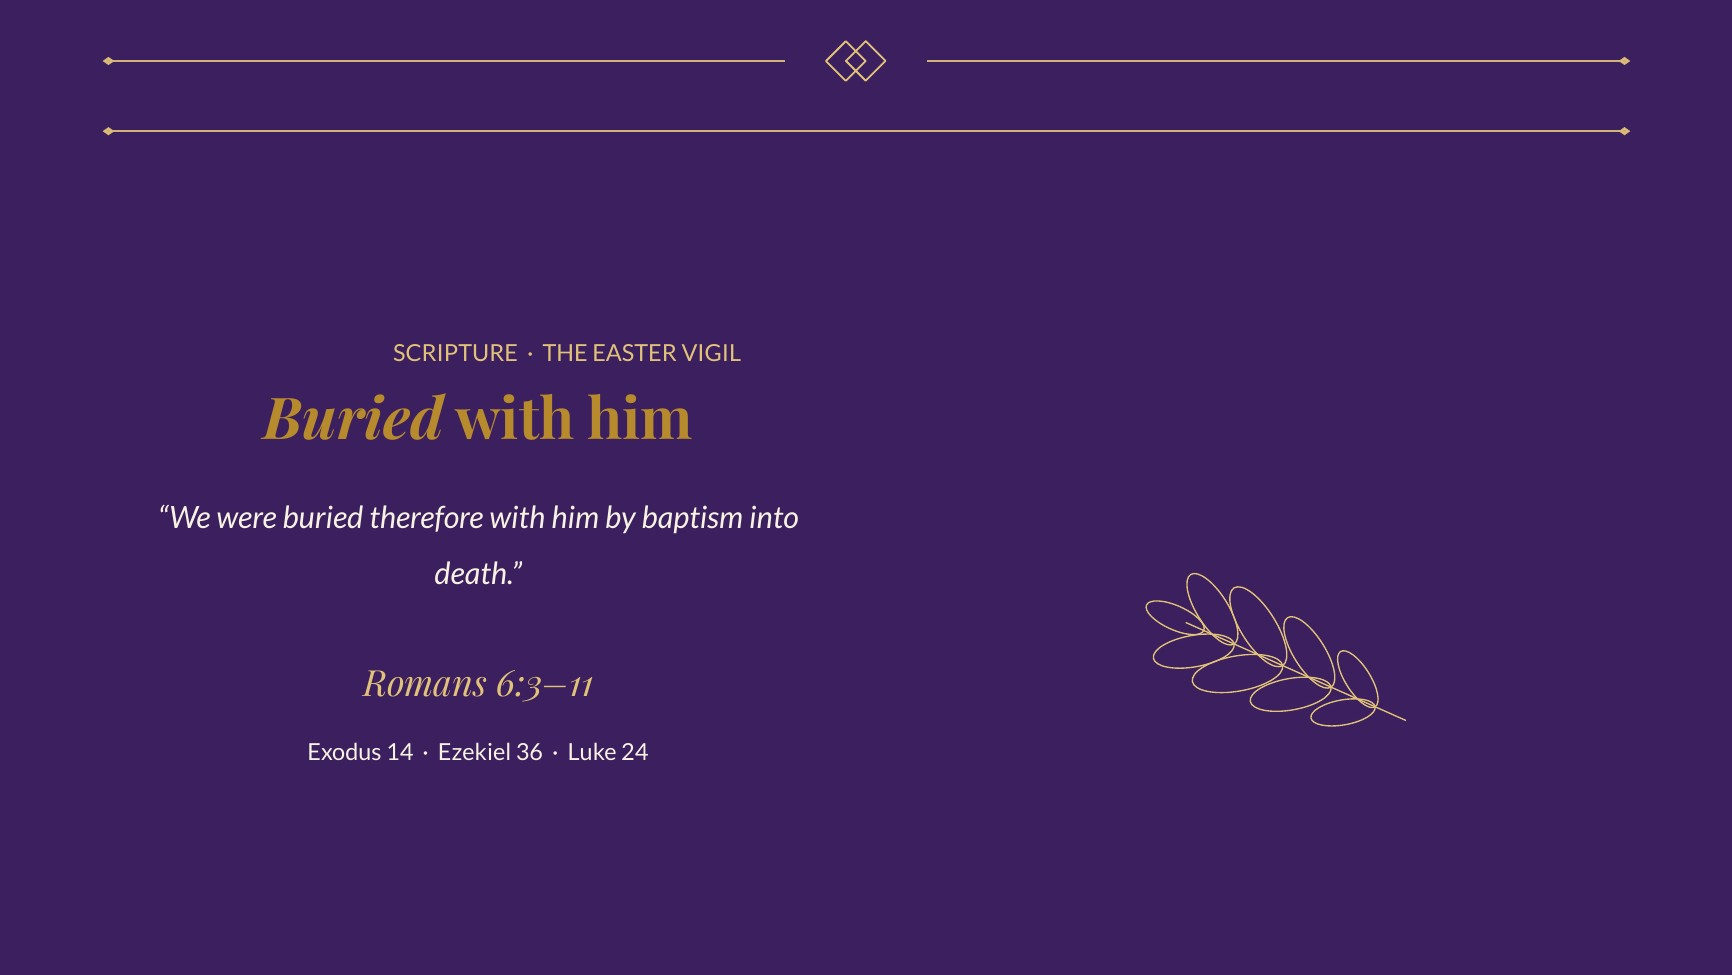 SCRIPTURE · THE EASTER VIGIL
Buried with him
“We were buried therefore with him by baptism into
death.”
Romans 6:3–11
Exodus 14 · Ezekiel 36 · Luke 24